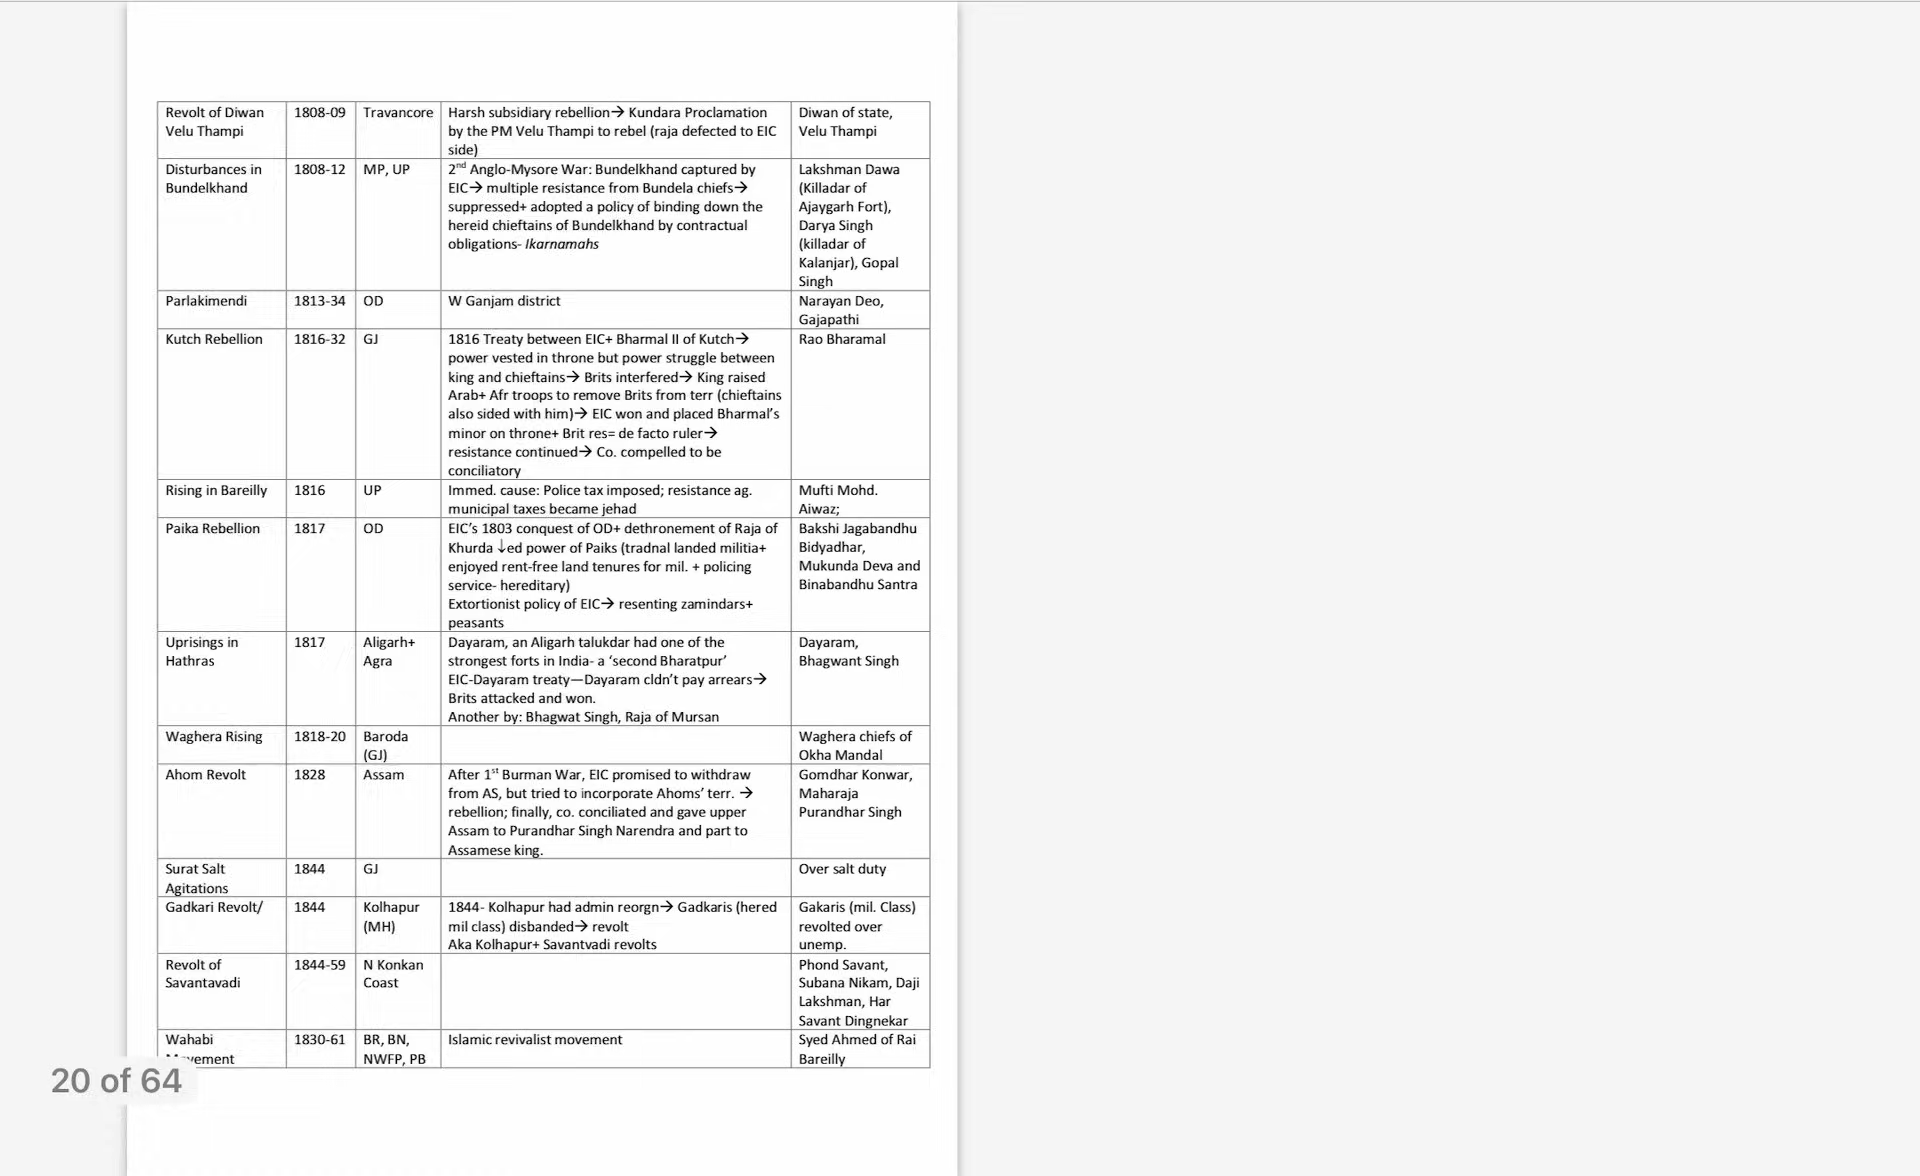 Revolt of Diwan
Velu Thampi
1808-09
Travancore
Harsh subsidiary rebellion→ Kundara Proclamation
by the PM Velu Thampi to rebel (raja defected to EIC
side)
Diwan of state,
Velu Thampi
Disturbances in
Bundelkhand
1808-12
MP, UP
2nd Anglo-Mysore War: Bundelkhand captured by
EIC→ multiple resistance from Bundela chiefs→
suppressed+ adopted a policy of binding down the
hereid chieftains of Bundelkhand by contractual
obligations- Ikarnamahs
Lakshman Dawa
(Killadar of
Ajaygarh Fort),
Darya Singh
(killadar of
Kalanjar), Gopal
Singh
Parlakimendi
1813-34
OD
W Ganjam district
Narayan Deo,
Gajapathi
Kutch Rebellion
1816-32
GJ
1816 Treaty between EIC+ Bharmal II of Kutch→
power vested in throne but power struggle between
king and chieftains→ Brits interfered→ King raised
Arab+ Afr troops to remove Brits from terr (chieftains
also sided with him)→ EIC won and placed Bharmal’s
minor on throne+ Brit res= de facto ruler→
resistance continued→ Co. compelled to be
conciliatory
Rao Bharamal
Rising in Bareilly
1816
UP
Immed. cause: Police tax imposed; resistance ag.
municipal taxes became jehad
Mufti Mohd.
Aiwaz;
Paika Rebellion
1817
OD
EIC’s 1803 conquest of OD+ dethronement of Raja of
Khurda ↓ed power of Paiks (tradnal landed militia+
enjoyed rent-free land tenures for mil. + policing
service- hereditary)
Extortionist policy of EIC→ resenting zamindars+
peasants
Bakshi Jagabandhu
Bidyadhar,
Mukunda Deva and
Binabandhu Santra
Uprisings in
Hathras
1817
Aligarh+
Agra
Dayaram, an Aligarh talukdar had one of the
strongest forts in India- a ‘second Bharatpur’
EIC-Dayaram treaty—Dayaram cldn’t pay arrears→
Brits attacked and won.
Another by: Bhagwat Singh, Raja of Mursan
Dayaram,
Bhagwant Singh
Waghera Rising
1818-20
Baroda
(GJ)
Waghera chiefs of
Okha Mandal
Ahom Revolt
1828
Assam
After 1st Burman War, EIC promised to withdraw
from AS, but tried to incorporate Ahoms’ terr. →
rebellion; finally, co. conciliated and gave upper
Assam to Purandhar Singh Narendra and part to
Assamese king.
Gomdhar Konwar,
Maharaja
Purandhar Singh
Surat Salt
Agitations
1844
GJ
Over salt duty
Gadkari Revolt/
1844
Kolhapur
(MH)
1844- Kolhapur had admin reorgn→ Gadkaris (hered
mil class) disbanded→ revolt
Aka Kolhapur+ Savantvadi revolts
Gakaris (mil. Class)
revolted over
unemp.
Revolt of
Savantavadi
1844-59
N Konkan
Coast
Phond Savant,
Subana Nikam, Daji
Lakshman, Har
Savant Dingnekar
Wahabi
Movement
1830-61
BR, BN,
NWFP, PB
Islamic revivalist movement
Syed Ahmed of Rai
Bareilly
20 of 64